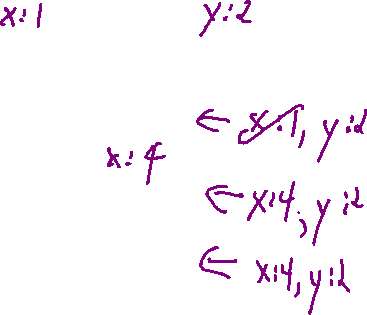 x:1 y:2
← x:1, y:2
x:4
← x:4, y:2
← x:4, y:2